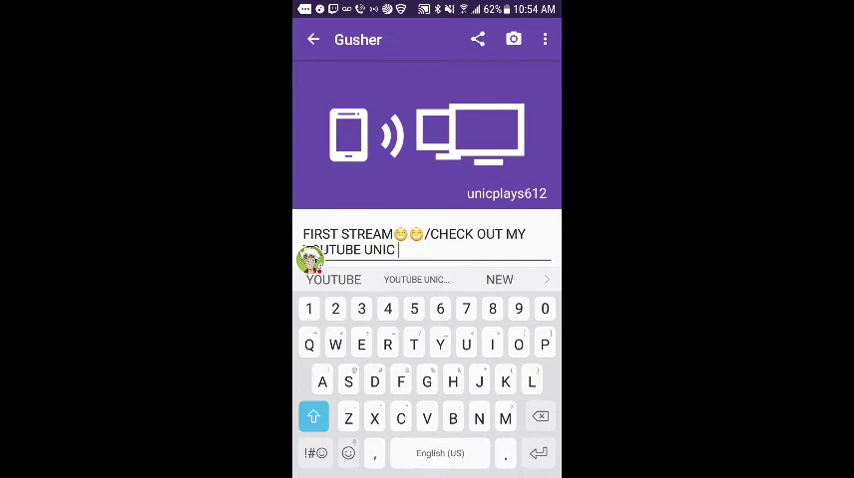 62% 10:54 AM
Gusher
unicplays612
FIRST STREAM😁😁/CHECK OUT MY
YOUTUBE UNIC
YOUTUBE YOUTUBE UNIC... NEW
1 2 3 4 5 6 7 8 9 0
Q W E R T Y U I O P
A S D F G H J K L
Z X C V B N M
!#☺ , English (US) .